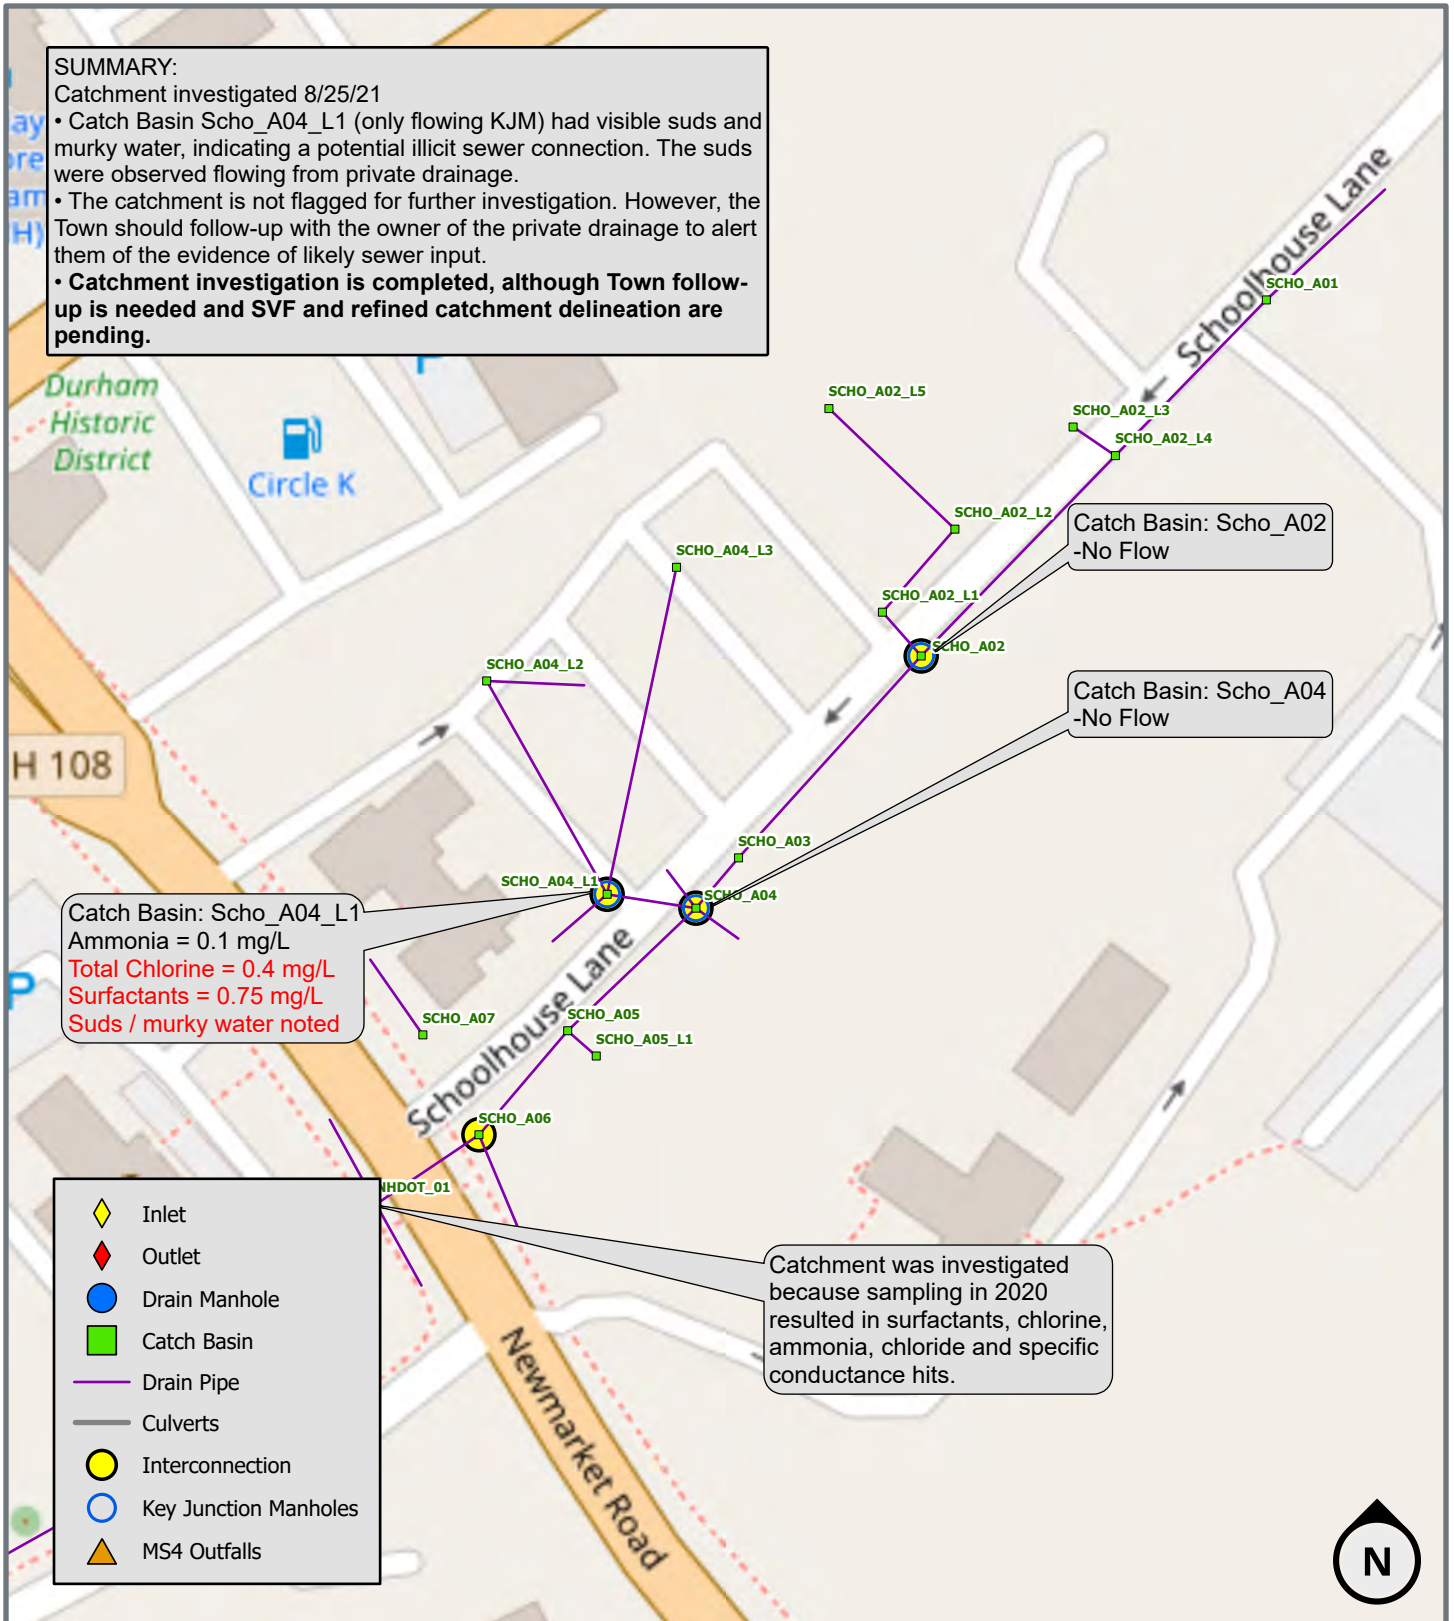 SUMMARY:
Catchment investigated 8/25/21
• Catch Basin Scho_A04_L1 (only flowing KJM) had visible suds and
murky water, indicating a potential illicit sewer connection. The suds
were observed flowing from private drainage.
• The catchment is not flagged for further investigation. However, the
Town should follow-up with the owner of the private drainage to alert
them of the evidence of likely sewer input.
• Catchment investigation is completed, although Town follow-
up is needed and SVF and refined catchment delineation are
pending.
Schoolhouse Lane
SCHO_A01
P
Durham
Historic
District
Circle K
SCHO_A02_L5
SCHO_A02_L3
SCHO_A02_L4
SCHO_A02_L2
Catch Basin: Scho_A02
-No Flow
SCHO_A04_L3
SCHO_A02_L1
SCHO_A02
SCHO_A04_L2
Catch Basin: Scho_A04
-No Flow
H 108
SCHO_A03
SCHO_A04_L1
SCHO_A04
Catch Basin: Scho_A04_L1
Ammonia = 0.1 mg/L
Total Chlorine = 0.4 mg/L
Surfactants = 0.75 mg/L
Suds / murky water noted
P
Schoolhouse Lane
SCHO_A07
SCHO_A05
SCHO_A05_L1
SCHO_A06
NHDOT_01
Catchment was investigated
because sampling in 2020
resulted in surfactants, chlorine,
ammonia, chloride and specific
conductance hits.
Newmarket Road
Inlet
Outlet
Drain Manhole
Catch Basin
Drain Pipe
Culverts
Interconnection
Key Junction Manholes
MS4 Outfalls
N